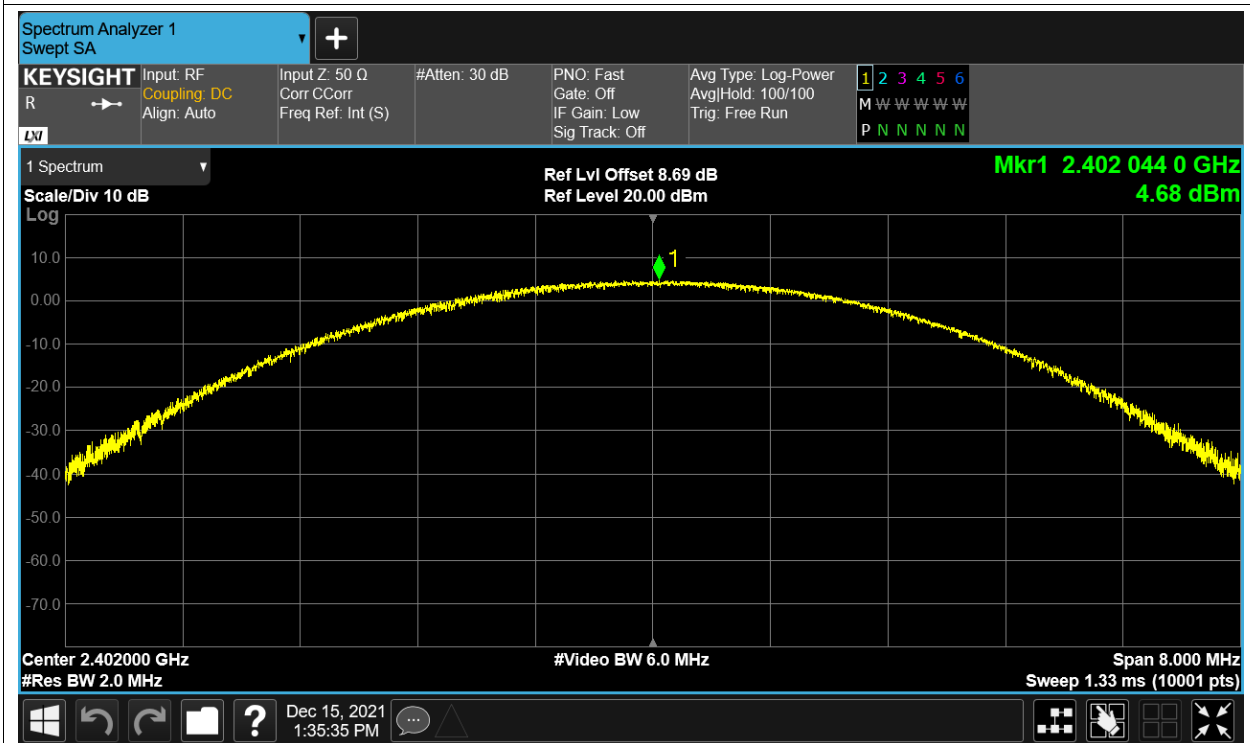 Spectrum Analyzer 1
Swept SA
KEYSIGHT
R
LXI
Input: RF
Coupling: DC
Align: Auto
Input Z: 50 Ω
Corr CCorr
Freq Ref: Int (S)
#Atten: 30 dB
PNO: Fast
Gate: Off
IF Gain: Low
Sig Track: Off
Avg Type: Log-Power
Avg|Hold: 100/100
Trig: Free Run
1 2 3 4 5 6
M W W W W W
P N N N N N
1 Spectrum
Scale/Div 10 dB
Log
Ref Lvl Offset 8.69 dB
Ref Level 20.00 dBm
Mkr1 2.402 044 0 GHz
4.68 dBm
1
10.0
0.00
-10.0
-20.0
-30.0
-40.0
-50.0
-60.0
-70.0
Center 2.402000 GHz
#Res BW 2.0 MHz
#Video BW 6.0 MHz
Span 8.000 MHz
Sweep 1.33 ms (10001 pts)
?
Dec 15, 2021
1:35:35 PM